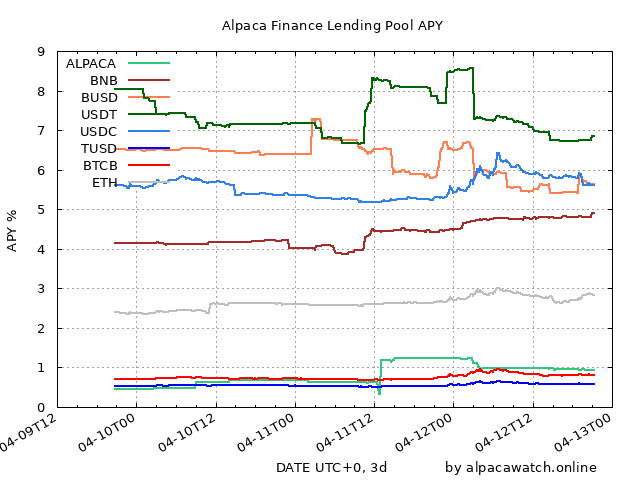 Alpaca Finance Lending Pool APY
APY %
9
8
7
6
5
4
3
2
1
0
ALPACA
BNB
BUSD
USDT
USDC
TUSD
BTCB
ETH
04-09T12
04-10T00
04-10T12
04-11T00
04-11T12
04-12T00
04-12T12
04-13T00
DATE UTC+0, 3d
by alpacawatch.online